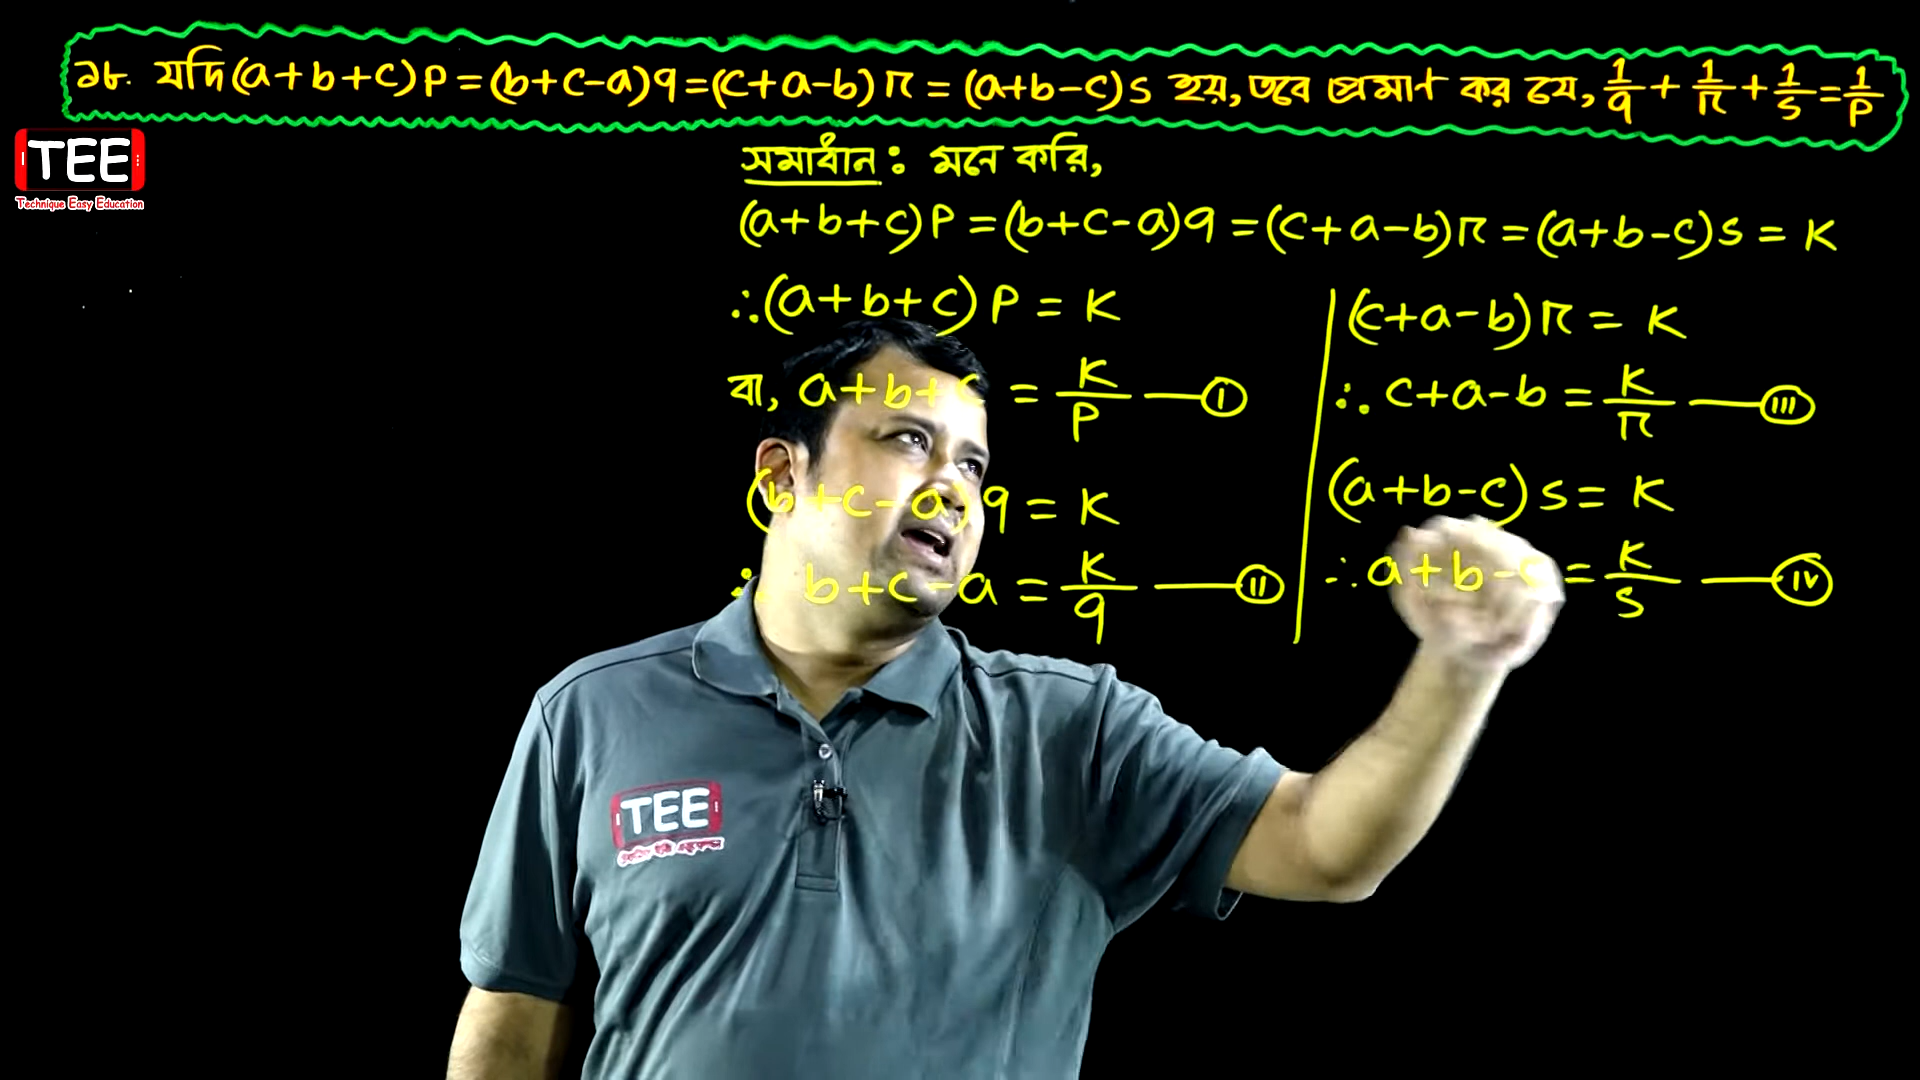 ১৮. যদি (a+b+c)p = (b+c-a)q = (c+a-b)r = (a+b-c)s হয়, তবে প্রমাণ কর যে, 1/q + 1/r + 1/s = 1/p
TEE
Technique Easy Education
সমাধান : মনে করি,
(a+b+c)p = (b+c-a)q = (c+a-b)r = (a+b-c)s = k
∴ (a+b+c)p = k
বা, a+b+c = k/p —(i)
(b+c-a)q = k
∴ b+c-a = k/q —(ii)
(c+a-b)r = k
∴ c+a-b = k/r —(iii)
(a+b-c)s = k
∴ a+b-c = k/s —(iv)
TEE